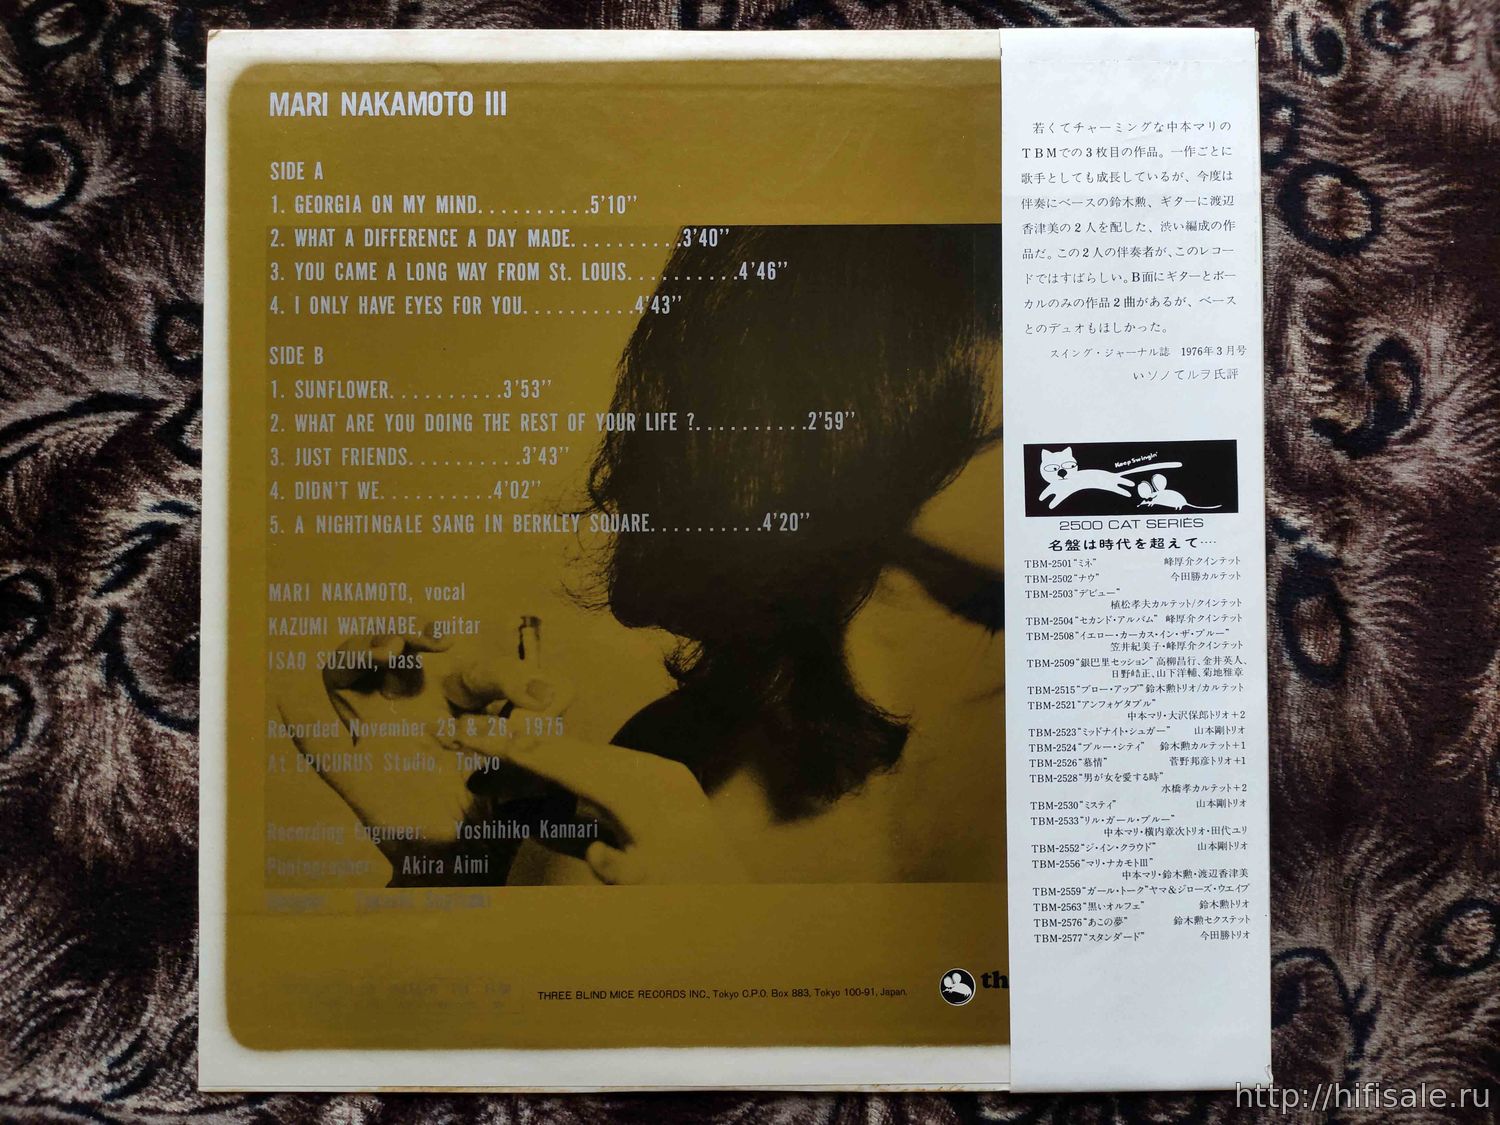 MARI NAKAMOTO III
SIDE A
1. GEORGIA ON MY MIND..........5'10''
2. WHAT A DIFFERENCE A DAY MADE..........3'40''
3. YOU CAME A LONG WAY FROM St. LOUIS..........4'46''
4. I ONLY HAVE EYES FOR YOU..........4'43''
SIDE B
1. SUNFLOWER..........3'53''
2. WHAT ARE YOU DOING THE REST OF YOUR LIFE ?..........2'59''
3. JUST FRIENDS..........3'43''
4. DIDN'T WE..........4'02''
5. A NIGHTINGALE SANG IN BERKLEY SQUARE..........4'20''
MARI NAKAMOTO, vocal
KAZUMI WATANABE, guitar
ISAO SUZUKI, bass
Recorded November 25 & 26, 1975
At EPICURUS Studio, Tokyo
Recording Engineer: Yoshihiko Kannari
Photographer: Akira Aimi
THREE BLIND MICE RECORDS INC., Tokyo C.P.O. Box 883, Tokyo 100-91, Japan.
th
若くてチャーミングな中本マリの
TBMでの3枚目の作品。一作ごとに
歌手としても成長しているが、今度は
伴奏にベースの鈴木勲、ギターに渡辺
香津美の2人を配した、渋い編成の作
品だ。この2人の伴奏者が、このレコー
ドではすばらしい。B面にギターとボー
カルのみの作品2曲があるが、ベース
とのデュオもほしかった。
スイング・ジャーナル誌 1976年3月号
いソノてルヲ氏評
Keep Swingin'
2500 CAT SERIES
名盤は時代を超えて‥‥
TBM-2501"ミネ" 峰厚介クインテット
TBM-2502"ナウ" 今田勝カルテット
TBM-2503"デビュー"
植松孝夫カルテット/クインテット
TBM-2504"セカンド・アルバム" 峰厚介クインテット
TBM-2508"イエロー・カーカス・イン・ザ・ブルー"
笠井紀美子・峰厚介クインテット
TBM-2509"銀巴里セッション"高柳昌行、金井英人、
日野晧正、山下洋輔、菊地雅章
TBM-2515"ブロー・アップ"鈴木勲トリオ/カルテット
TBM-2521"アンフォゲタブル"
中本マリ・大沢保郎トリオ+2
TBM-2523"ミッドナイト・シュガー" 山本剛トリオ
TBM-2524"ブルー・シティ" 鈴木勲カルテット+1
TBM-2526"慕情" 菅野邦彦トリオ+1
TBM-2528"男が女を愛する時"
水橋孝カルテット+2
TBM-2530"ミスティ" 山本剛トリオ
TBM-2533"リル・ガール・ブルー"
中本マリ・横内章次トリオ・田代ユリ
TBM-2552"ジ・イン・クラウド" 山本剛トリオ
TBM-2556"マリ・ナカモトIII"
中本マリ・鈴木勲・渡辺香津美
TBM-2559"ガール・トーク"ヤマ&ジローズ・ウエイブ
TBM-2563"黒いオルフェ" 鈴木勲トリオ
TBM-2576"あこの夢" 鈴木勲セクステット
TBM-2577"スタンダード" 今田勝トリオ
http://hifisale.ru